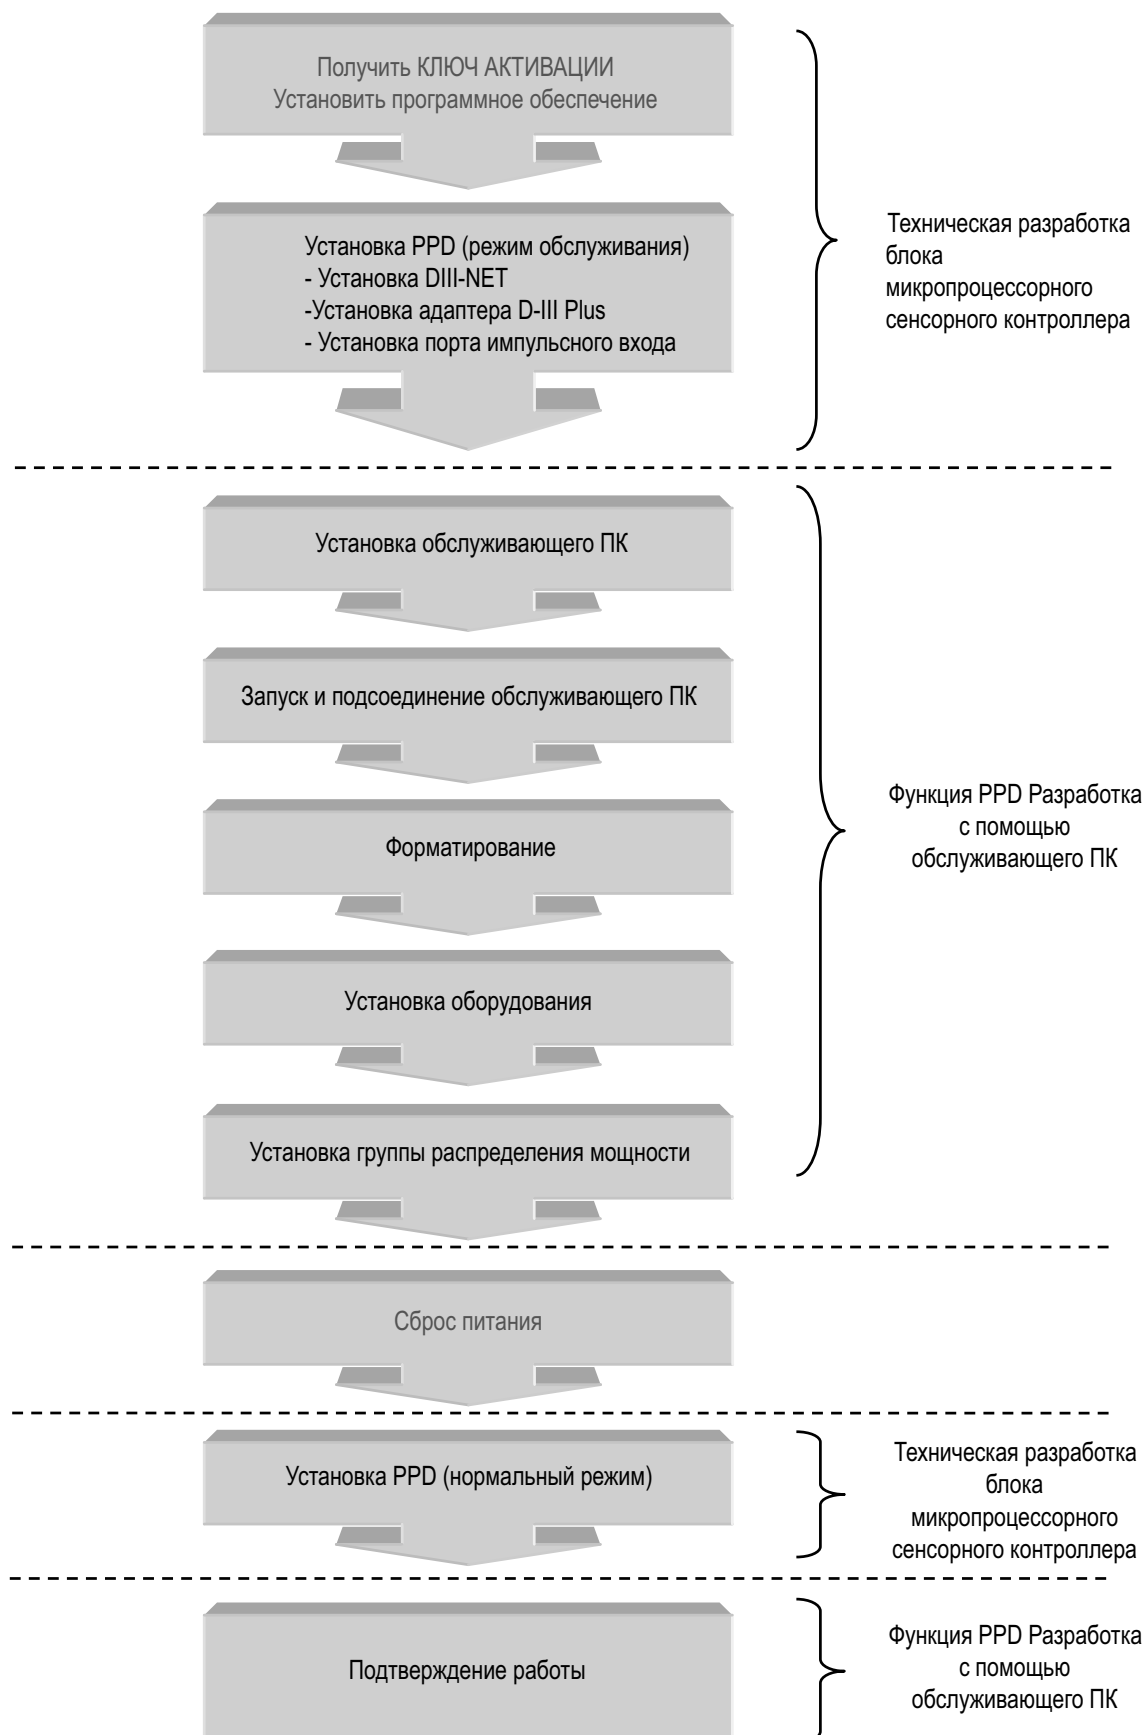 Получить КЛЮЧ АКТИВАЦИИ
Установить программное обеспечение
Установка PPD (режим обслуживания)
- Установка DIII-NET
-Установка адаптера D-III Plus
- Установка порта импульсного входа
Техническая разработка
блока
микропроцессорного
сенсорного контроллера
Установка обслуживающего ПК
Запуск и подсоединение обслуживающего ПК
Форматирование
Установка оборудования
Установка группы распределения мощности
Функция PPD Разработка
с помощью
обслуживающего ПК
Сброс питания
Установка PPD (нормальный режим)
Техническая разработка
блока
микропроцессорного
сенсорного контроллера
Подтверждение работы
Функция PPD Разработка
с помощью
обслуживающего ПК